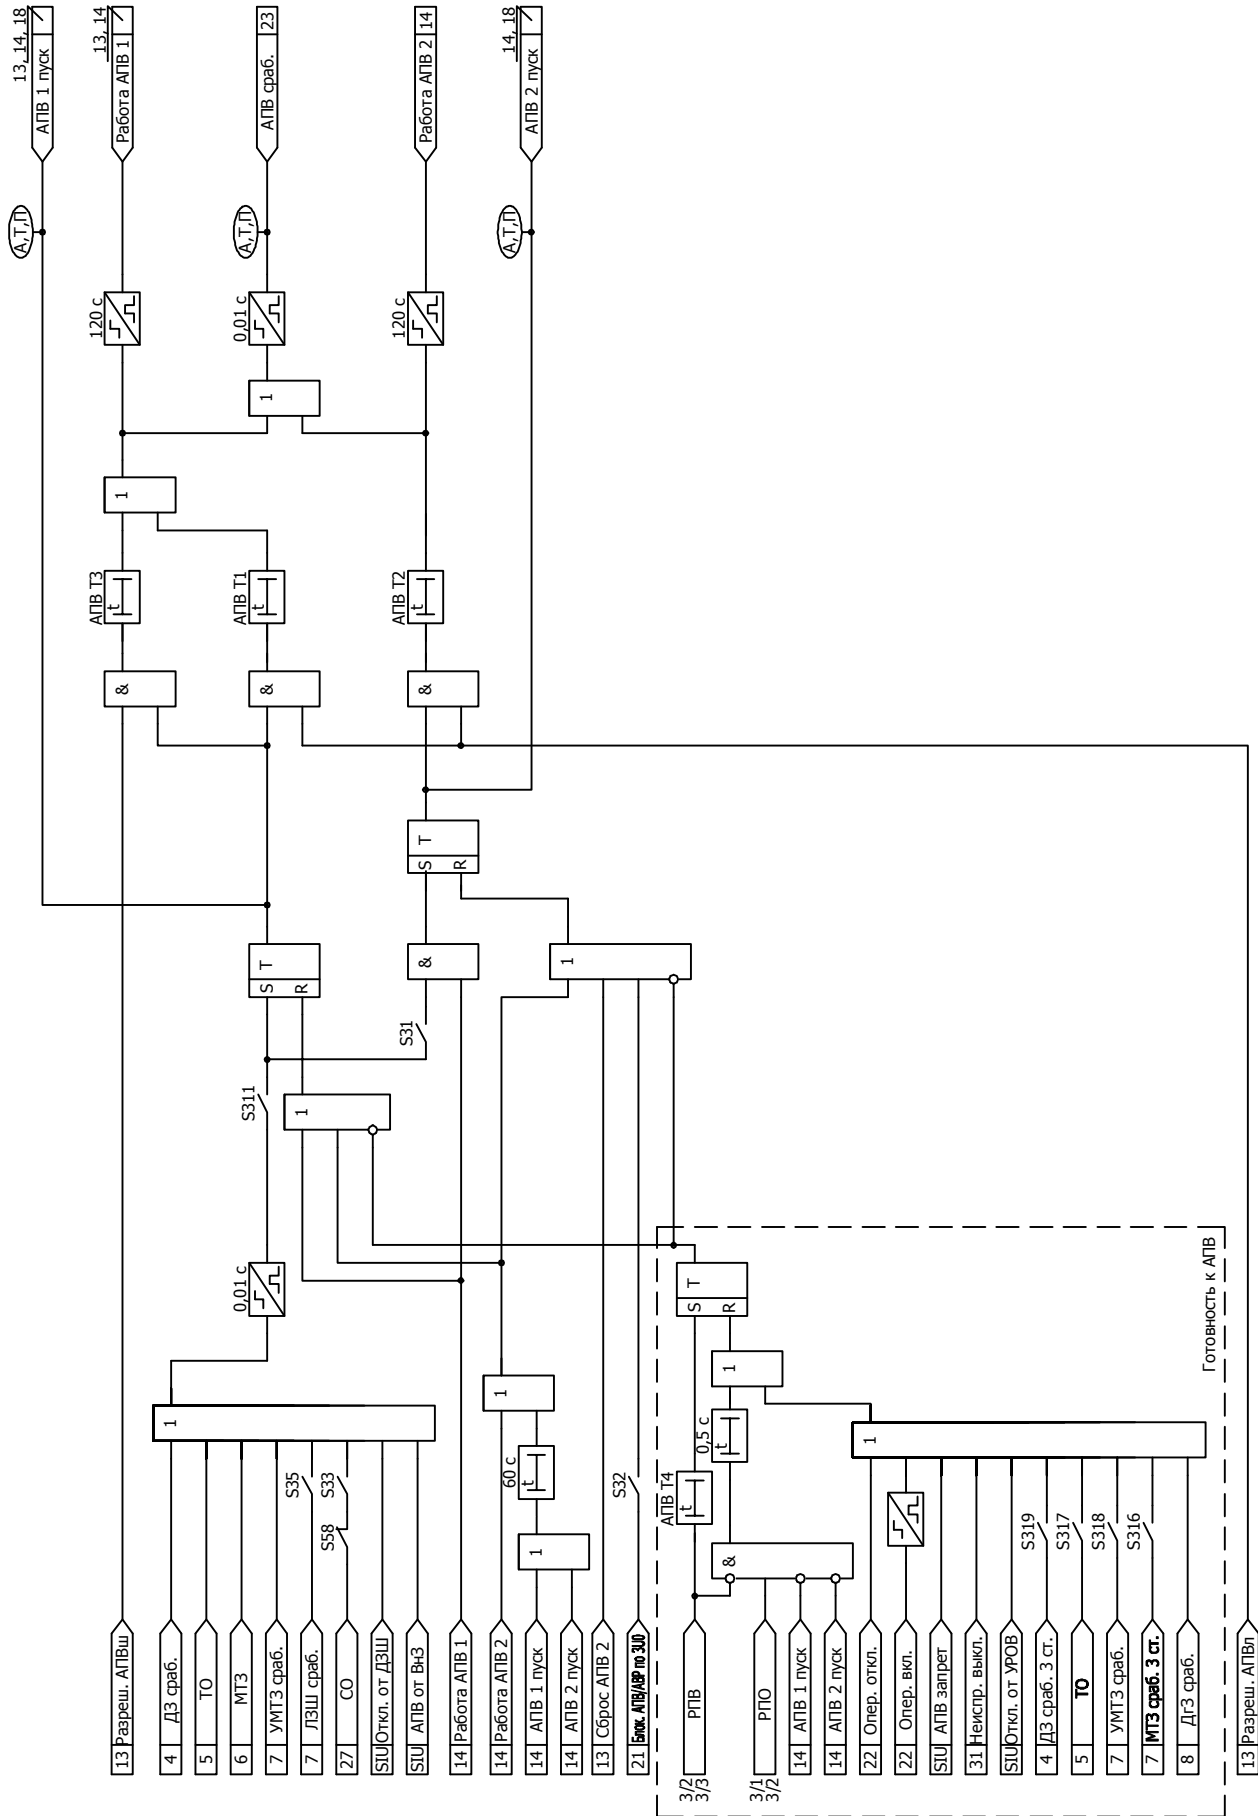 13, 14, 18
АПВ 1 пуск
13, 14
Работа АПВ 1
АПВ сраб. 23
Работа АПВ 2 14
14, 18
АПВ 2 пуск
А,Т,П
А,Т,П
А,Т,П
120 с
0,01 с
120 с
1
1
АПВ Т3
t
АПВ Т1
t
АПВ Т2
t
&
&
&
S T
R
S T
R
&
1
S311
S31
1
0,01 с
S T
R
Готовность к АПВ
1
1
1
1
60 с
t
0,5 с
t
АПВ Т4
t
S35
S33
S58
S32
1
&
S319
S317
S318
S316
13 Разреш. АПВш
4 ДЗ сраб.
5 ТО
6 МТЗ
7 УМТЗ сраб.
7 ЛЗШ сраб.
27 СО
SIU Откл. от ДЗШ
SIU АПВ от ВнЗ
14 Работа АПВ 1
14 Работа АПВ 2
14 АПВ 1 пуск
14 АПВ 2 пуск
13 Сброс АПВ 2
21 Блок. АПВ/АВР по 3U0
3/2
3/3
РПВ
3/1
3/2
РПО
14 АПВ 1 пуск
14 АПВ 2 пуск
22 Опер. откл.
22 Опер. вкл.
SIU АПВ запрет
31 Неиспр. выкл.
SIU Откл. от УРОВ
4 ДЗ сраб. 3 ст.
5 ТО
7 УМТЗ сраб.
7 МТЗ сраб. 3 ст.
8 ДгЗ сраб.
13 Разреш. АПВл